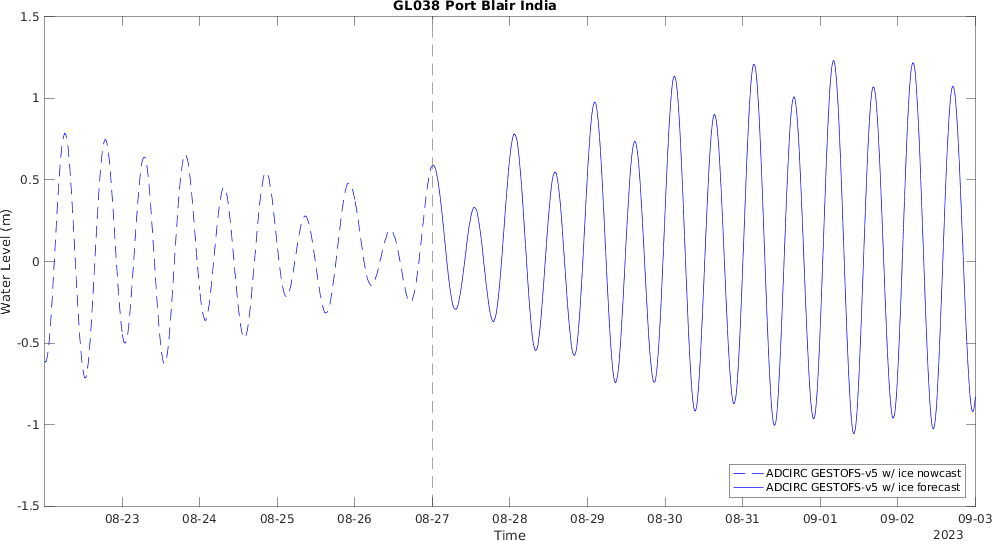 GL038 Port Blair India
1.5
1
0.5
0
-0.5
-1
-1.5
Water Level (m)
ADCIRC GESTOFS-v5 w/ ice nowcast
ADCIRC GESTOFS-v5 w/ ice forecast
08-23 08-24 08-25 08-26 08-27 08-28 08-29 08-30 08-31 09-01 09-02 09-03
Time
2023